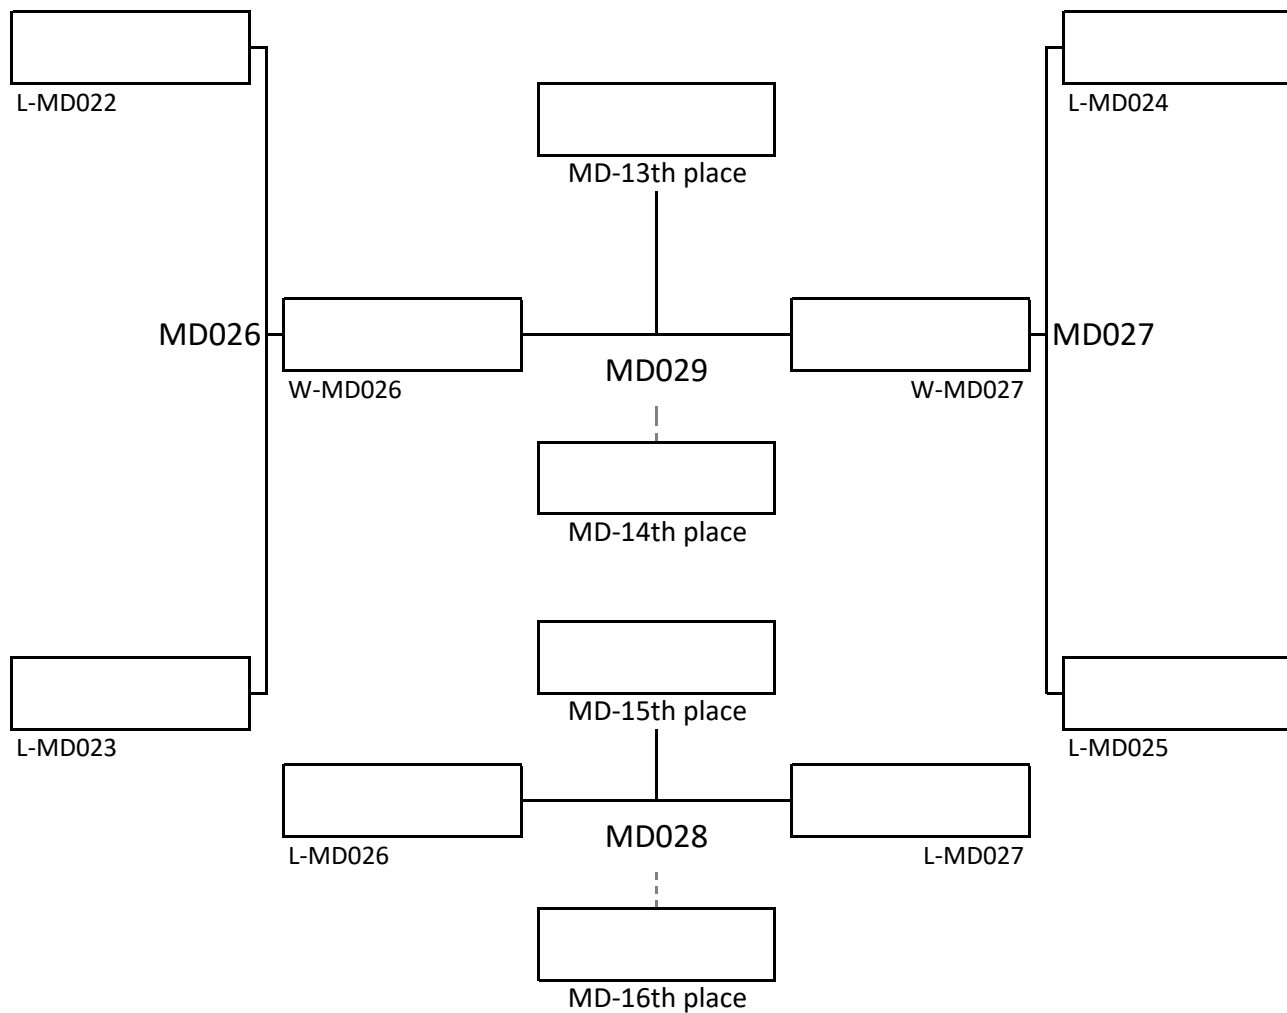 L-MD022
L-MD024
MD-13th place
MD026
MD027
W-MD026
MD029
W-MD027
MD-14th place
MD-15th place
L-MD023
L-MD025
L-MD026
MD028
L-MD027
MD-16th place